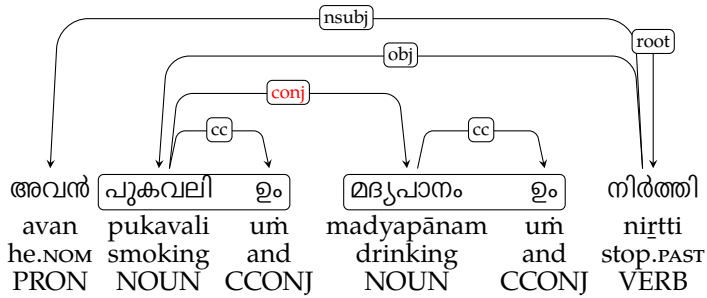 nsubj
root
obj
conj
cc cc
അവൻ പുകവലി ഉം മദ്യപാനം ഉം നിർത്തി
avan pukavali uṁ madyapānam uṁ niṟtti
he.NOM smoking and drinking and stop.PAST
PRON NOUN CCONJ NOUN CCONJ VERB